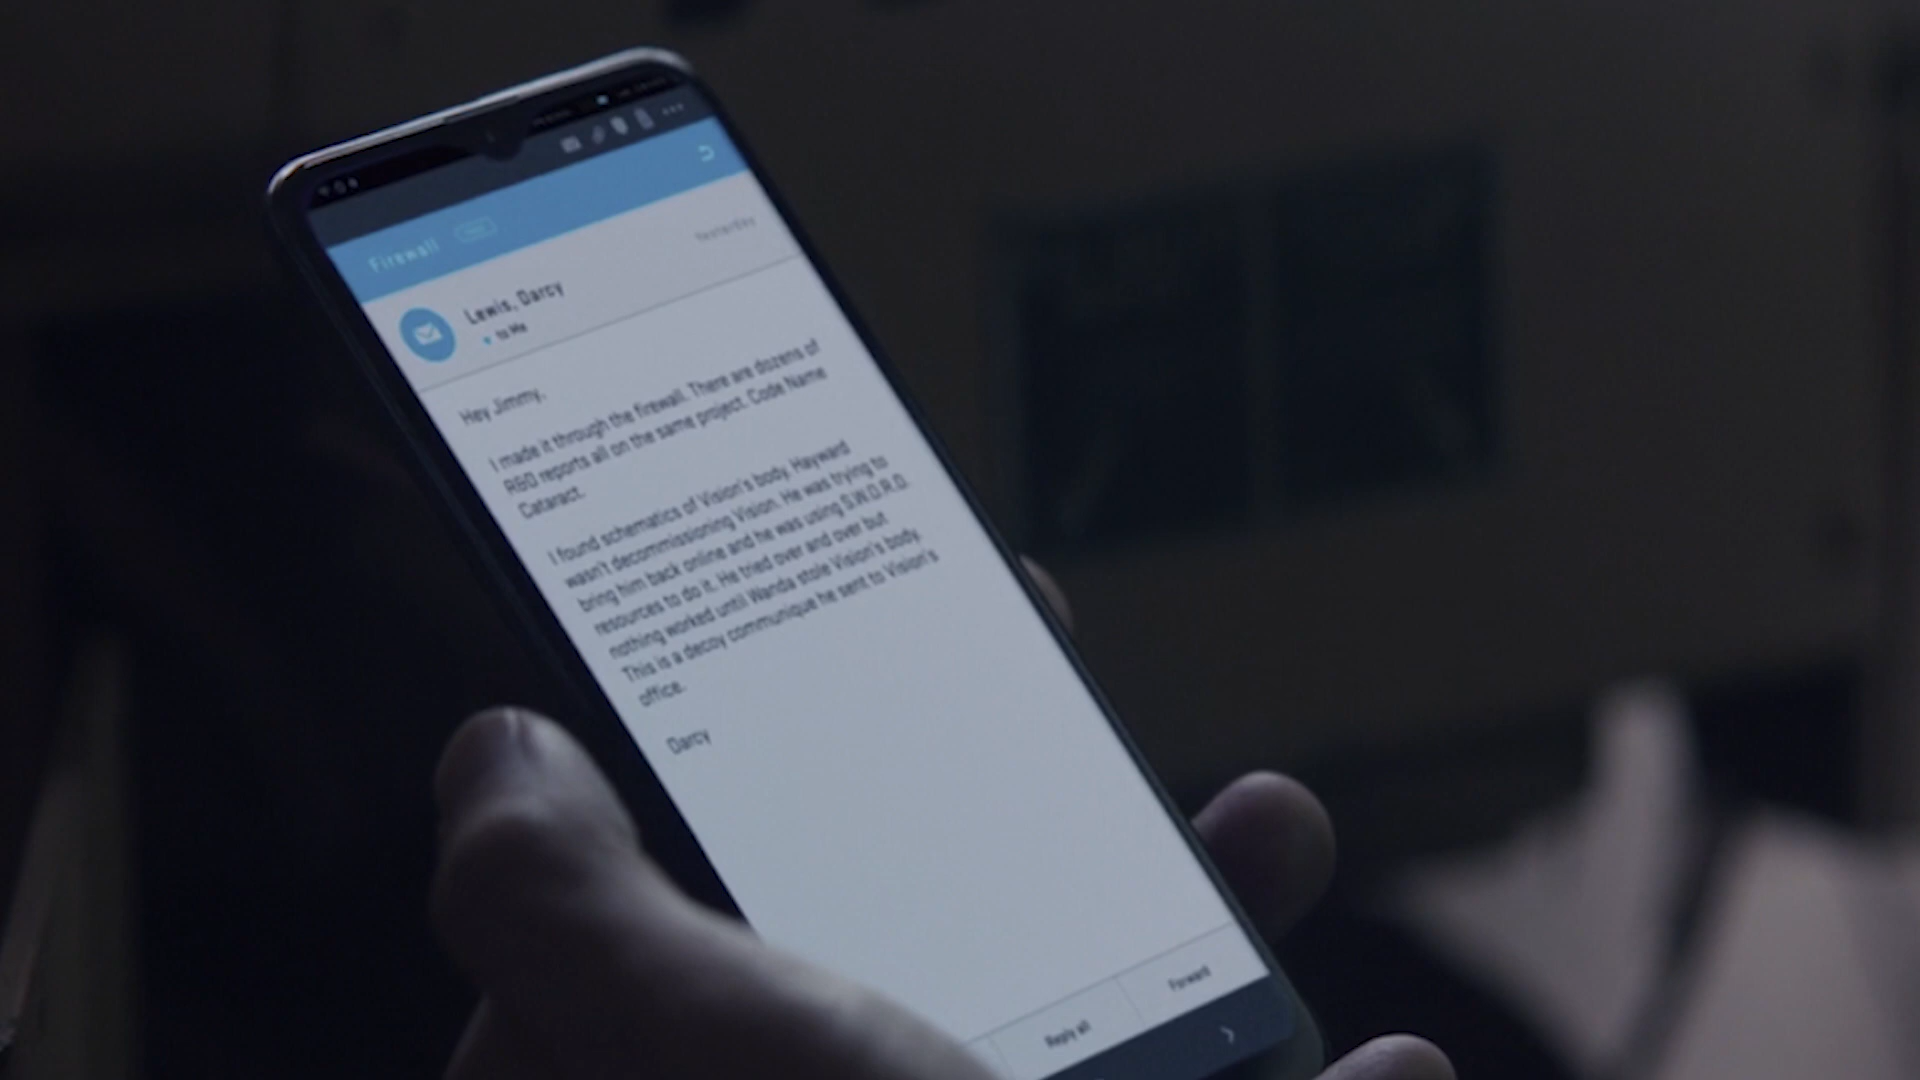 Firewall
Lewis, Darcy
Yesterday
to Me
Hey Jimmy,
I made it through the firewall. There are dozens of
R&D reports all on the same project. Code Name
Cataract.
I found schematics of Vision's body. Hayward
wasn't decommissioning Vision. He was trying to
bring him back online and he was using S.W.O.R.D.
resources to do it. He tried over and over but
nothing worked until Wanda stole Vision's body.
This is a decoy communique he sent to Vision's
office.
Darcy
Reply all
Forward